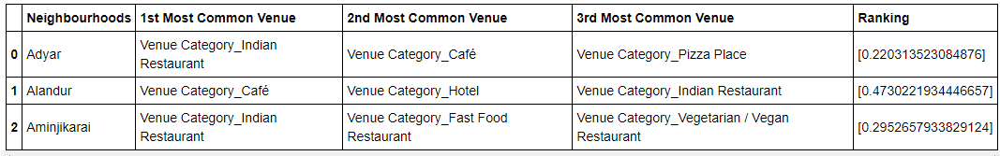 Neighbourhoods 1st Most Common Venue 2nd Most Common Venue 3rd Most Common Venue Ranking
0 Adyar Venue Category_Indian Restaurant Venue Category_Café Venue Category_Pizza Place [0.220313523084876]
1 Alandur Venue Category_Café Venue Category_Hotel Venue Category_Indian Restaurant [0.4730221934446657]
2 Aminjikarai Venue Category_Indian Restaurant Venue Category_Fast Food Restaurant Venue Category_Vegetarian / Vegan Restaurant [0.2952657933829124]